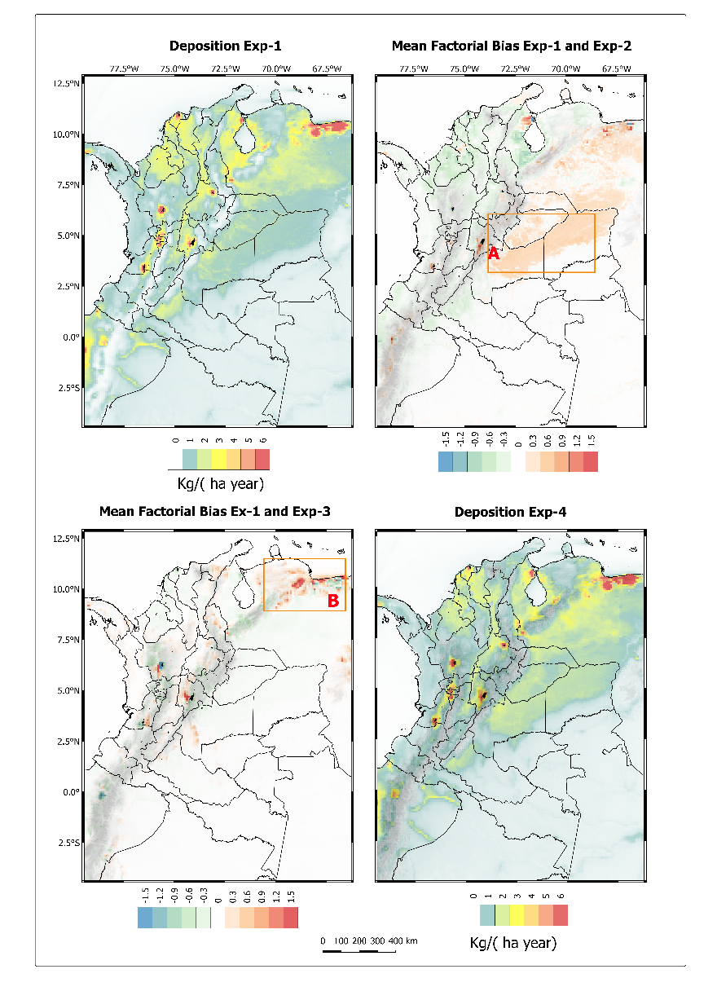 Deposition Exp-1
Mean Factorial Bias Exp-1 and Exp-2
77.5°W 75.0°W 72.5°W 70.0°W 67.5°W
77.5°W 75.0°W 72.5°W 70.0°W 67.5°W
12.5°N
10.0°N
7.5°N
5.0°N
2.5°N
0.0°
2.5°S
A
0 1 2 3 4 5 6
Kg/( ha year)
-1.5 -1.2 -0.9 -0.6 -0.3 0 0.3 0.6 0.9 1.2 1.5
Mean Factorial Bias Ex-1 and Exp-3
Deposition Exp-4
12.5°N
10.0°N
7.5°N
5.0°N
2.5°N
0.0°
2.5°S
B
-1.5 -1.2 -0.9 -0.6 -0.3 0 0.3 0.6 0.9 1.2 1.5
0 1 2 3 4 5 6
Kg/( ha year)
0 100 200 300 400 km